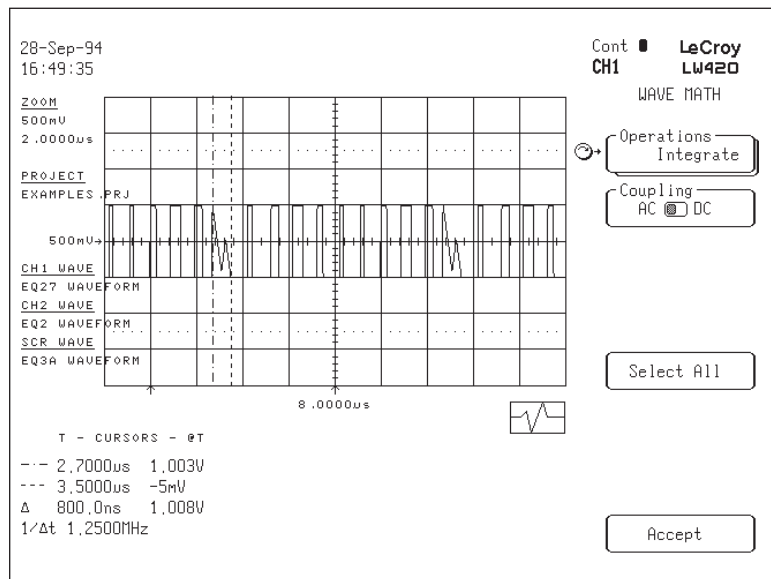 28-Sep-94
16:49:35
Cont
CH1
LeCroy
LW420
WAVE MATH
Operations
Integrate
Coupling
AC DC
Select All
Accept
ZOOM
500mV
2.0000us
PROJECT
EXAMPLES.PRJ
500mV
CH1 WAVE
EQ27 WAVEFORM
CH2 WAVE
EQ2 WAVEFORM
SCR WAVE
EQ3A WAVEFORM
8.0000us
T - CURSORS - @T
2.7000us 1.003V
3.5000us -5mV
Δ 800.0ns 1.008V
1/Δt 1.2500MHz